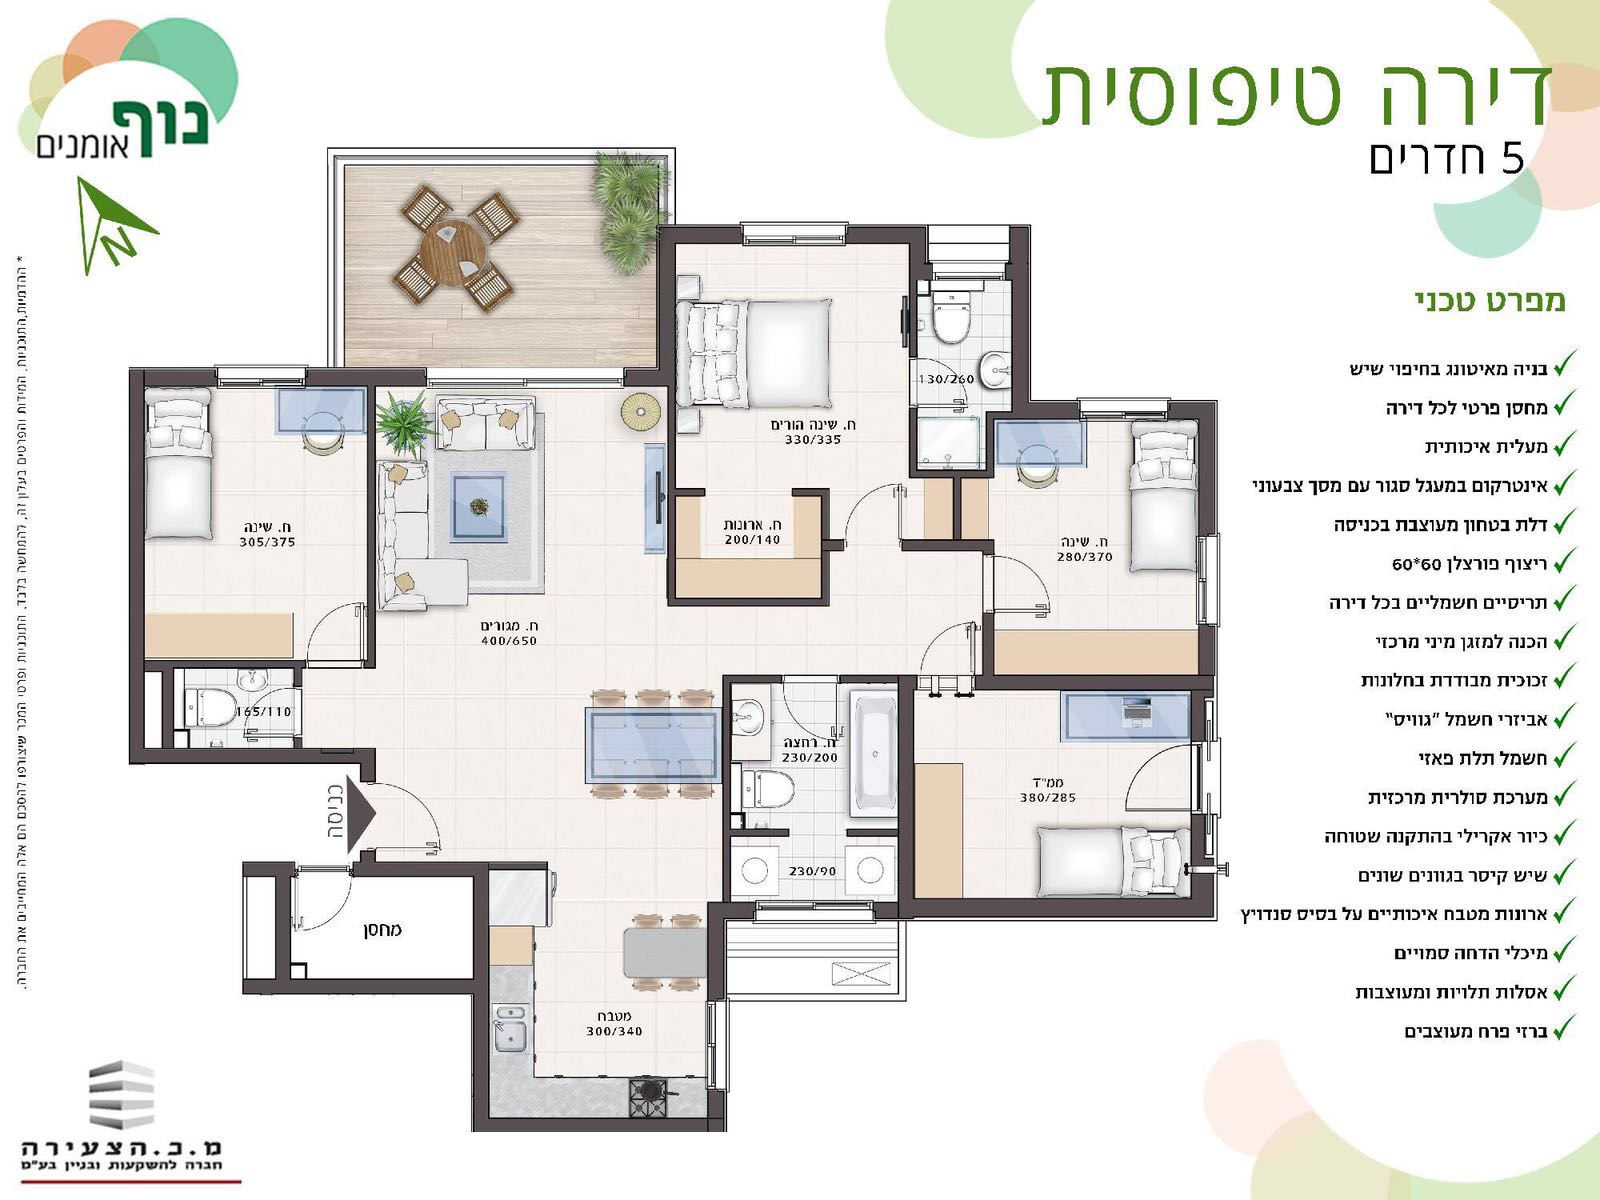 נוף
אומנים
N
דירה טיפוסית
5 חדרים
מפרט טכני
בניה מאיטונג בחיפוי שיש
מחסן פרטי לכל דירה
מעלית איכותית
אינטרקום במעגל סגור עם מסך צבעוני
דלת בטחון מעוצבת בכניסה
ריצוף פורצלן 60*60
תריסיים חשמליים בכל דירה
הכנה למזגן מיני מרכזי
זכוכית מבודדת בחלונות
אביזרי חשמל "גוויס"
חשמל תלת פאזי
מערכת סולרית מרכזית
כיור אקרילי בהתקנה שטוחה
שיש קיסר בגוונים שונים
ארונות מטבח איכותיים על בסיס סנדויץ
מיכלי הדחה סמויים
אסלות תלויות ומעוצבות
ברזי פרח מעוצבים
ח. שינה הורים
330/335
130/260
ח. ארונות
200/140
ח. שינה
280/370
ח. שינה
305/375
ח. מגורים
400/650
165/110
ח. רחצה
230/200
230/90
ממ"ד
380/285
כניסה
מחסן
מטבח
300/340
* ההדמיות,התוכניות, המידות והפרטים בעלון זה, להמחשה בלבד. התוכניות ופרטי המכר שיצורפו להסכם הם אלה המחייבים את החברה.
מ.כ.הצעירה
חברה להשקעות ובניין בע"מ